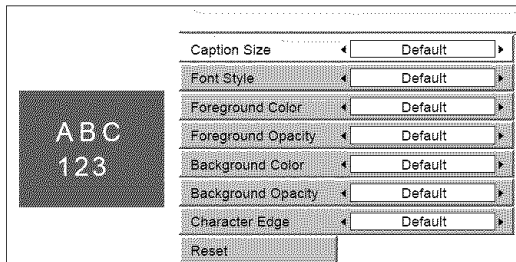 ABC
123
Caption Size Default
Font Style Default
Foreground Color Default
Foreground Opacity Default
Background Color Default
Background Opacity Default
Character Edge Default
Reset